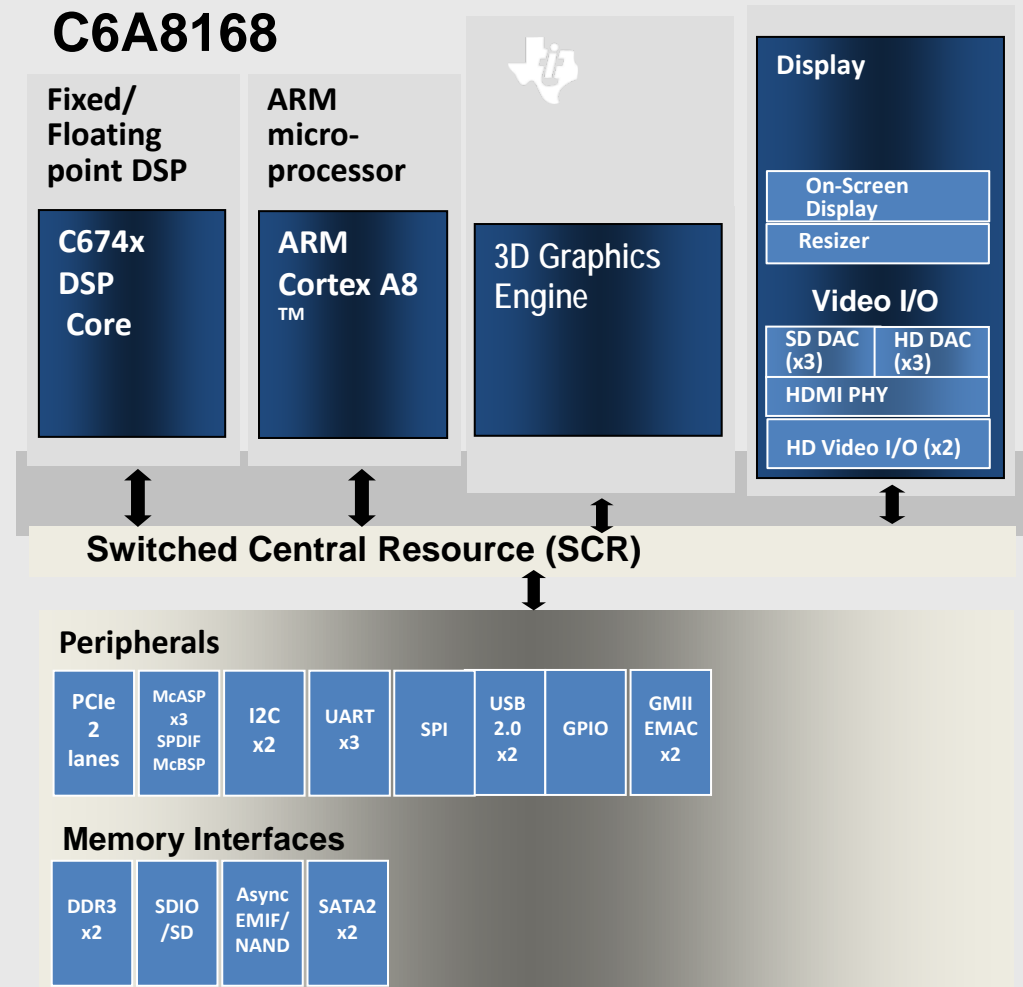 C6A8168
Fixed/
Floating
point DSP
C674x
DSP
Core
ARM
micro-
processor
ARM
Cortex A8
™
ti
3D Graphics
Engine
Display
On-Screen
Display
Resizer
Video I/O
SD DAC
(x3)
HD DAC
(x3)
HDMI PHY
HD Video I/O (x2)
Switched Central Resource (SCR)
Peripherals
PCIe
2
lanes
McASP
x3
SPDIF
McBSP
I2C
x2
UART
x3
SPI
USB
2.0
x2
GPIO
GMII
EMAC
x2
Memory Interfaces
DDR3
x2
SDIO
/SD
Async
EMIF/
NAND
SATA2
x2